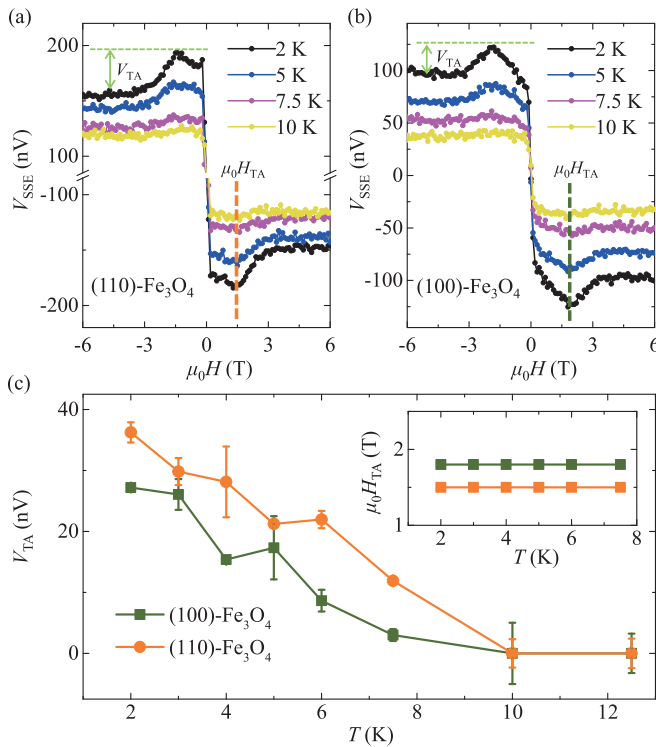 (a)
200
100
-100
-200
V_SSE (nV)
V_TA
2 K
5 K
7.5 K
10 K
μ₀H_TA
(110)-Fe₃O₄
-6 -3 0 3 6
μ₀H (T)
(b)
100
50
0
-50
-100
V_SSE (nV)
V_TA
2 K
5 K
7.5 K
10 K
μ₀H_TA
(100)-Fe₃O₄
-6 -3 0 3 6
μ₀H (T)
(c)
40
20
0
V_TA (nV)
(100)-Fe₃O₄
(110)-Fe₃O₄
2 4 6 8 10 12
T (K)
2
1
μ₀H_TA (T)
2 4 6 8
T (K)